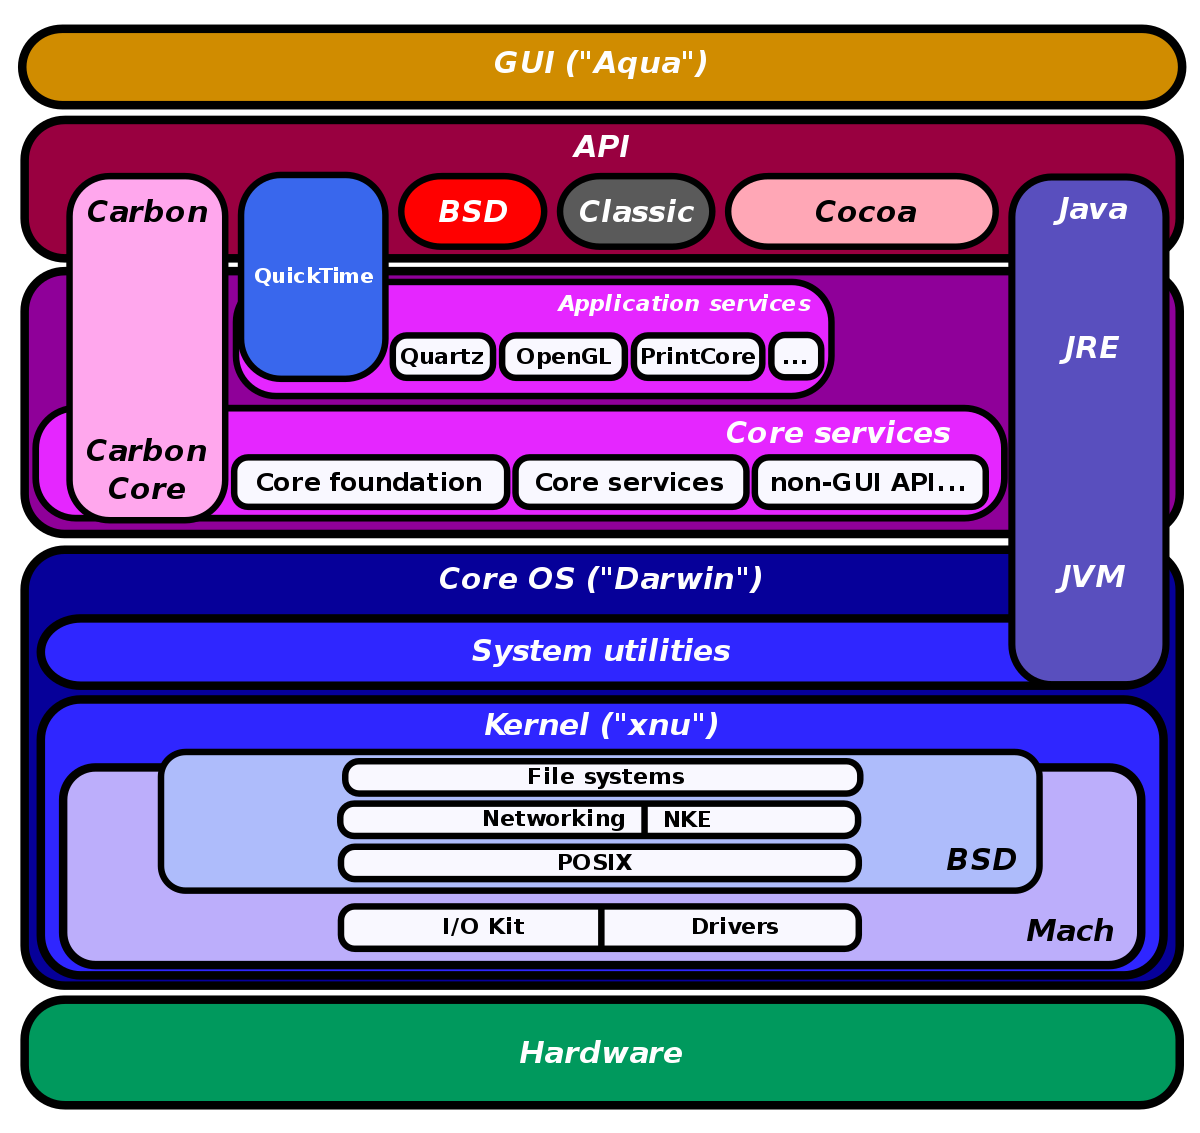 GUI ("Aqua")
API
Carbon
QuickTime
BSD
Classic
Cocoa
Java
Application services
Quartz
OpenGL
PrintCore
...
JRE
Core services
Carbon
Core
Core foundation
Core services
non-GUI API...
Core OS ("Darwin")
JVM
System utilities
Kernel ("xnu")
File systems
Networking
NKE
POSIX
BSD
I/O Kit
Drivers
Mach
Hardware